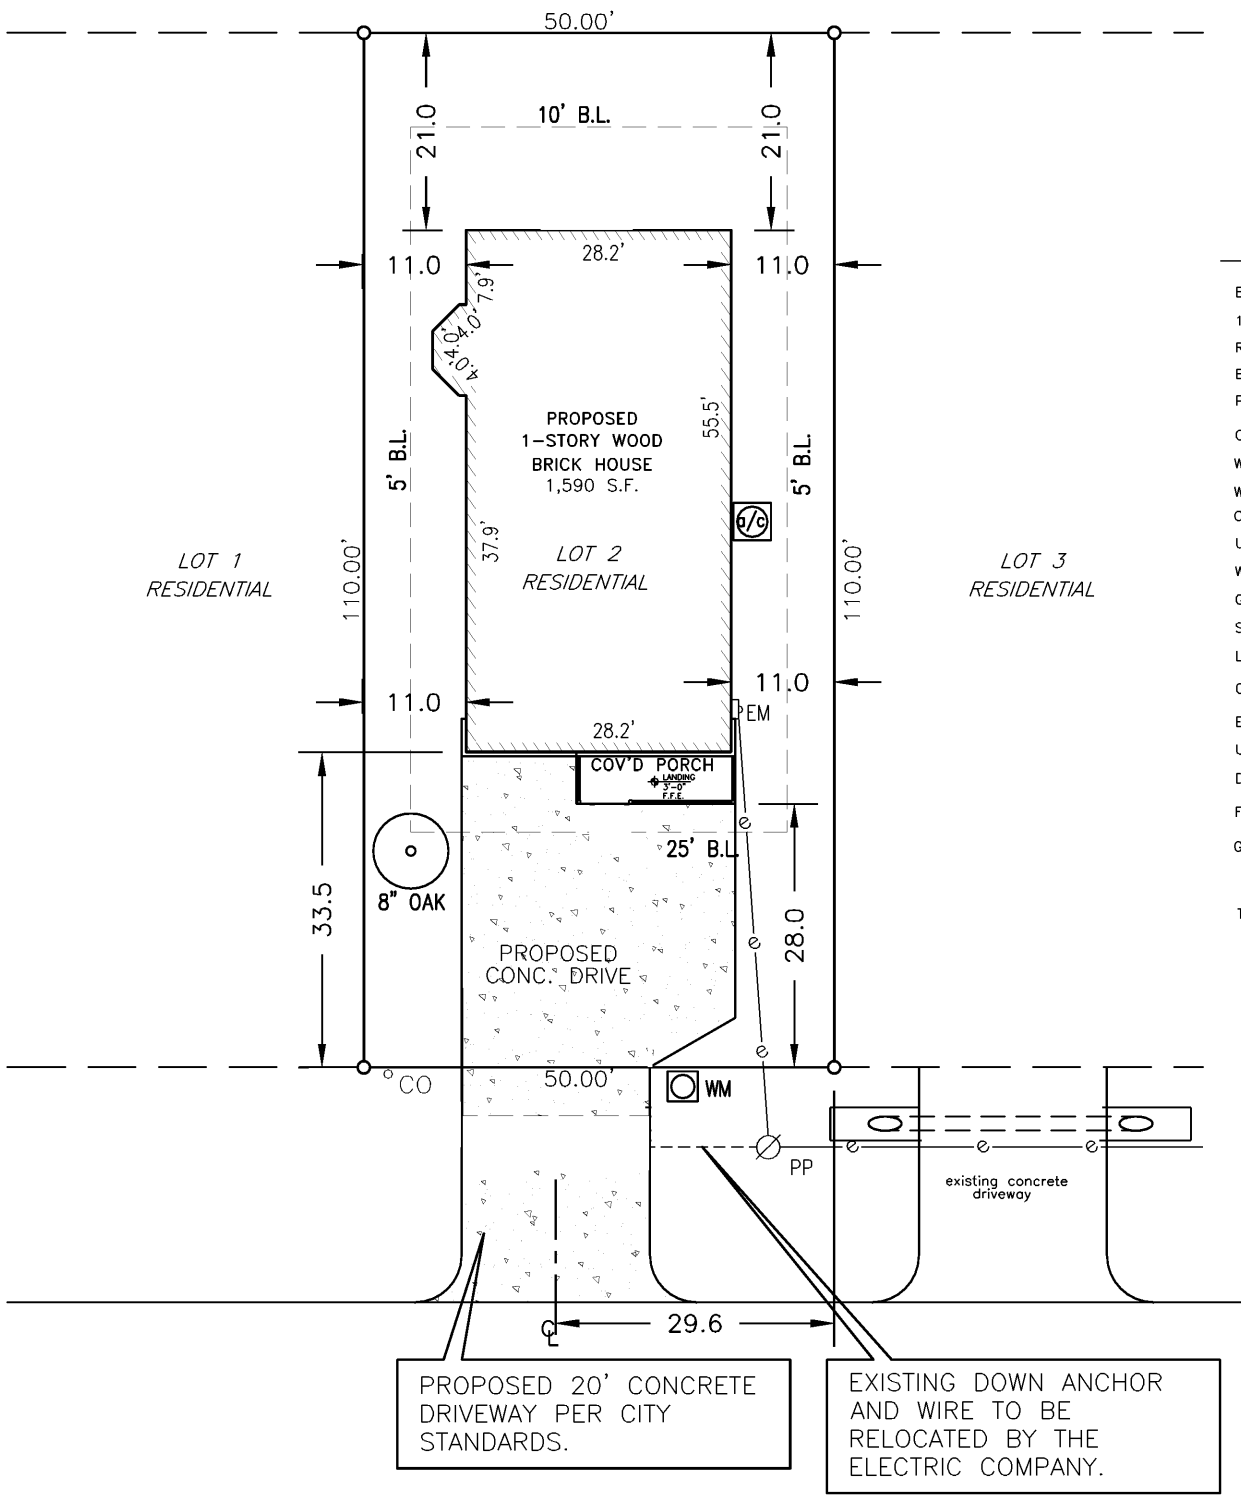 50.00'
10' B.L.
21.0
21.0
28.2'
11.0
11.0
7.9'
4.0'
4.0'
4.0'
55.5'
PROPOSED
1-STORY WOOD
BRICK HOUSE
1,590 S.F.
5' B.L.
5' B.L.
a/c
37.9'
LOT 1
RESIDENTIAL
LOT 2
RESIDENTIAL
LOT 3
RESIDENTIAL
110.00'
110.00'
11.0
11.0
EM
28.2'
COV'D PORCH
LANDING
3'-0"
F.F.E.
e
25' B.L.
8" OAK
33.5
28.0
PROPOSED
CONC. DRIVE
e
e
CO
50.00'
WM
PP
e
e
e
existing concrete
driveway
29.6
CL
PROPOSED 20' CONCRETE
DRIVEWAY PER CITY
STANDARDS.
EXISTING DOWN ANCHOR
AND WIRE TO BE
RELOCATED BY THE
ELECTRIC COMPANY.